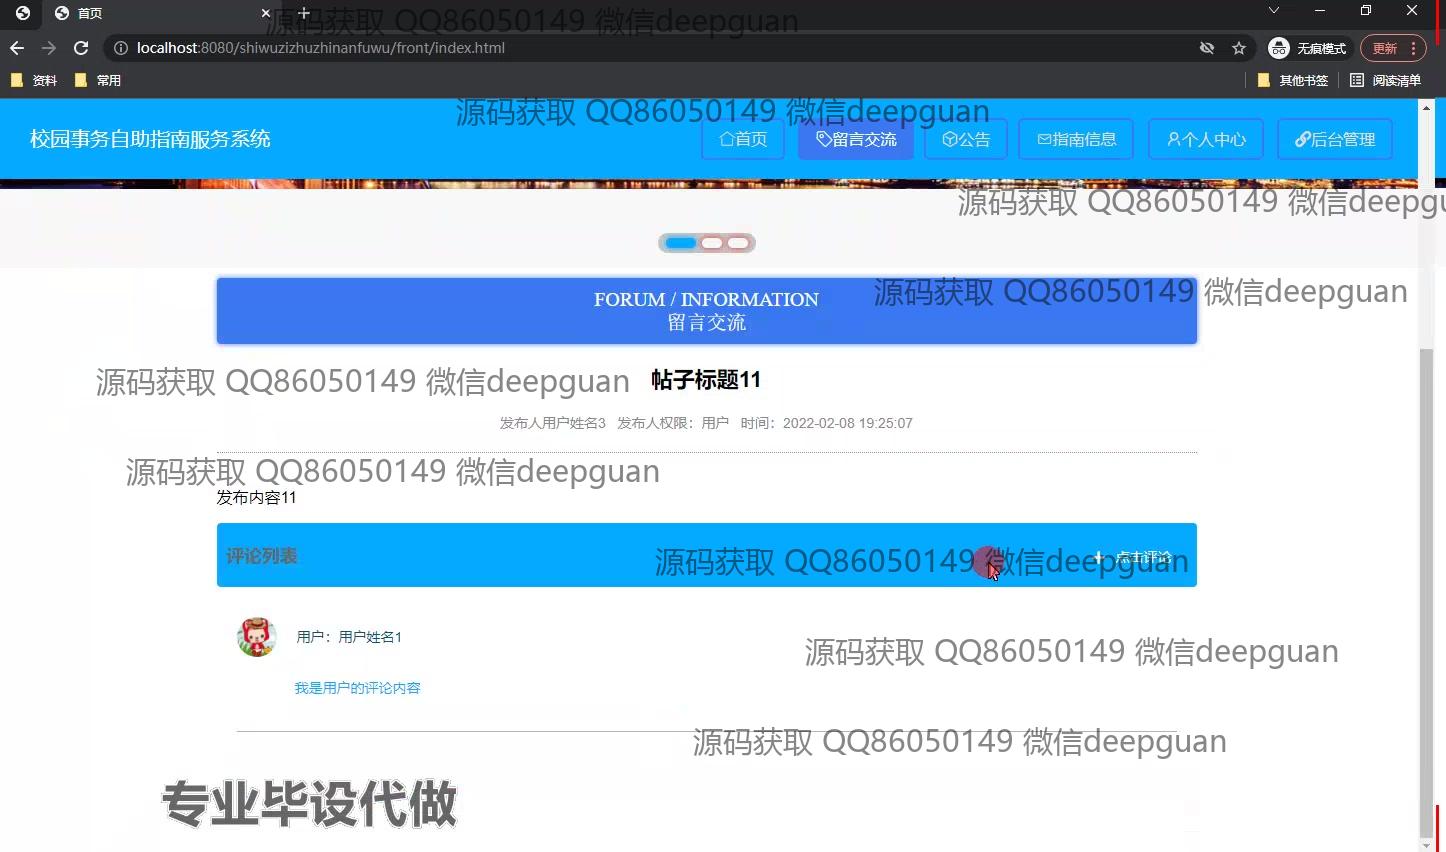 首页
源码获取 QQ86050149 微信deepguan
localhost:8080/shiwuzizhuzhinanfuwu/front/index.html
无痕模式
更新
资料
常用
其他书签
阅读清单
源码获取 QQ86050149 微信deepguan
校园事务自助指南服务系统
首页
留言交流
公告
指南信息
个人中心
后台管理
源码获取 QQ86050149 微信deepgu
FORUM / INFORMATION
源码获取 QQ86050149 微信deepguan
留言交流
源码获取 QQ86050149 微信deepguan
帖子标题11
发布人用户姓名3 发布人权限：用户 时间：2022-02-08 19:25:07
源码获取 QQ86050149 微信deepguan
发布内容11
评论列表
源码获取 QQ86050149 微信deepguan
点击评论
用户：用户姓名1
源码获取 QQ86050149 微信deepguan
我是用户的评论内容
源码获取 QQ86050149 微信deepguan
专业毕设代做